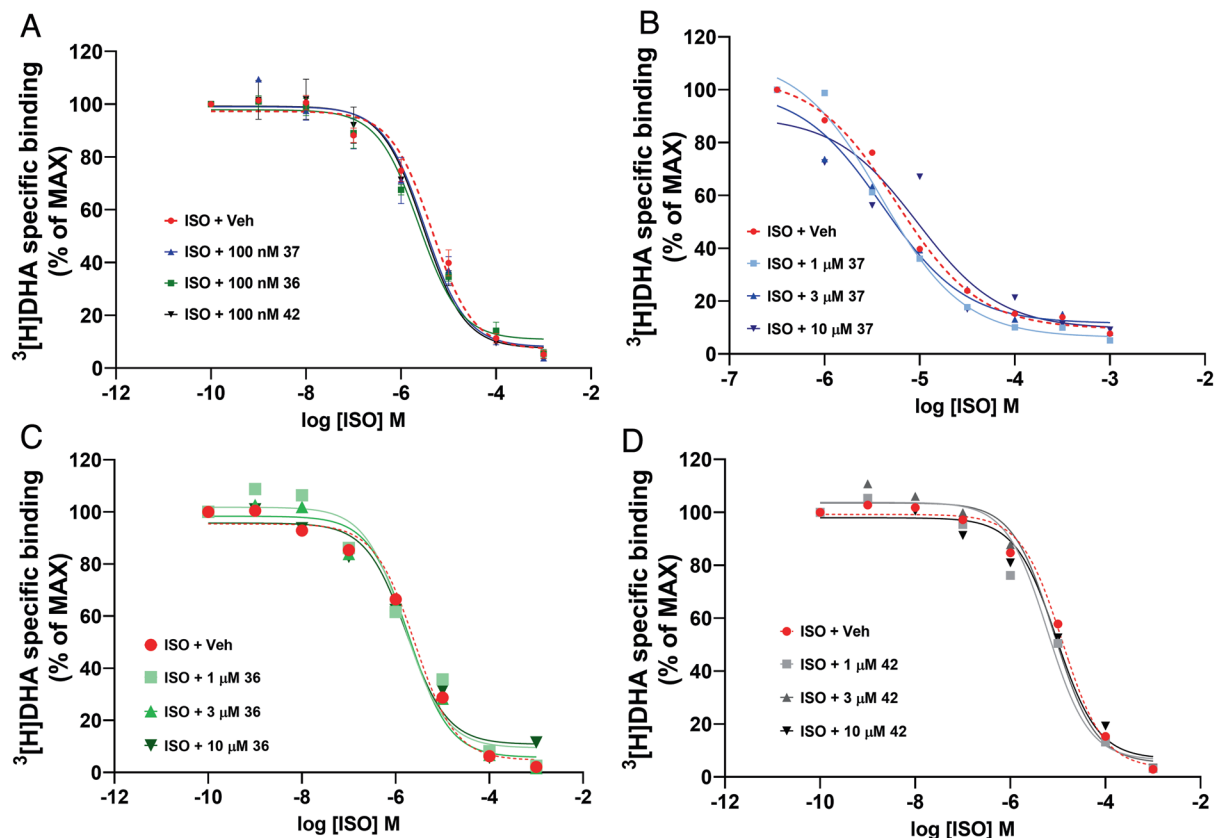 A
³[H]DHA specific binding
(% of MAX)
120
100
80
60
40
20
0
ISO + Veh
ISO + 100 nM 37
ISO + 100 nM 36
ISO + 100 nM 42
-12
-10
-8
-6
-4
-2
log [ISO] M
B
³[H]DHA specific binding
(% of MAX)
120
100
80
60
40
20
0
ISO + Veh
ISO + 1 μM 37
ISO + 3 μM 37
ISO + 10 μM 37
-7
-6
-5
-4
-3
-2
log [ISO] M
C
³[H]DHA specific binding
(% of MAX)
120
100
80
60
40
20
0
ISO + Veh
ISO + 1 μM 36
ISO + 3 μM 36
ISO + 10 μM 36
-12
-10
-8
-6
-4
-2
log [ISO] M
D
³[H]DHA specific binding
(% of MAX)
120
100
80
60
40
20
0
ISO + Veh
ISO + 1 μM 42
ISO + 3 μM 42
ISO + 10 μM 42
-12
-10
-8
-6
-4
-2
log [ISO] M